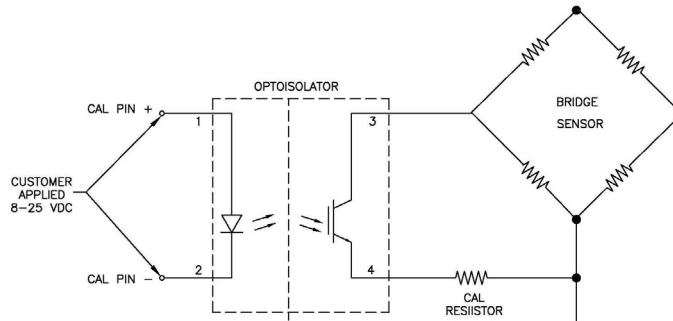 OPTOISOLATOR
CAL PIN +
1
3
BRIDGE
SENSOR
CUSTOMER
APPLIED
8-25 VDC
CAL PIN -
2
4
CAL
RESIISTOR